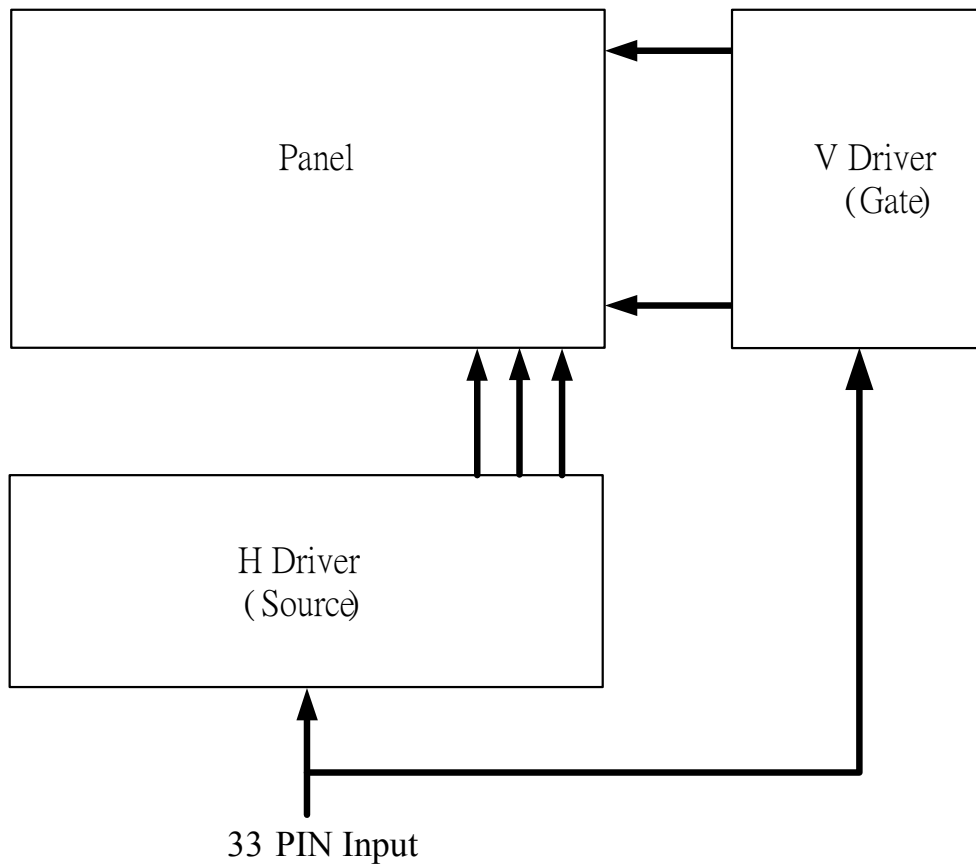 Panel
V Driver
(Gate)
H Driver
(Source)
33 PIN Input